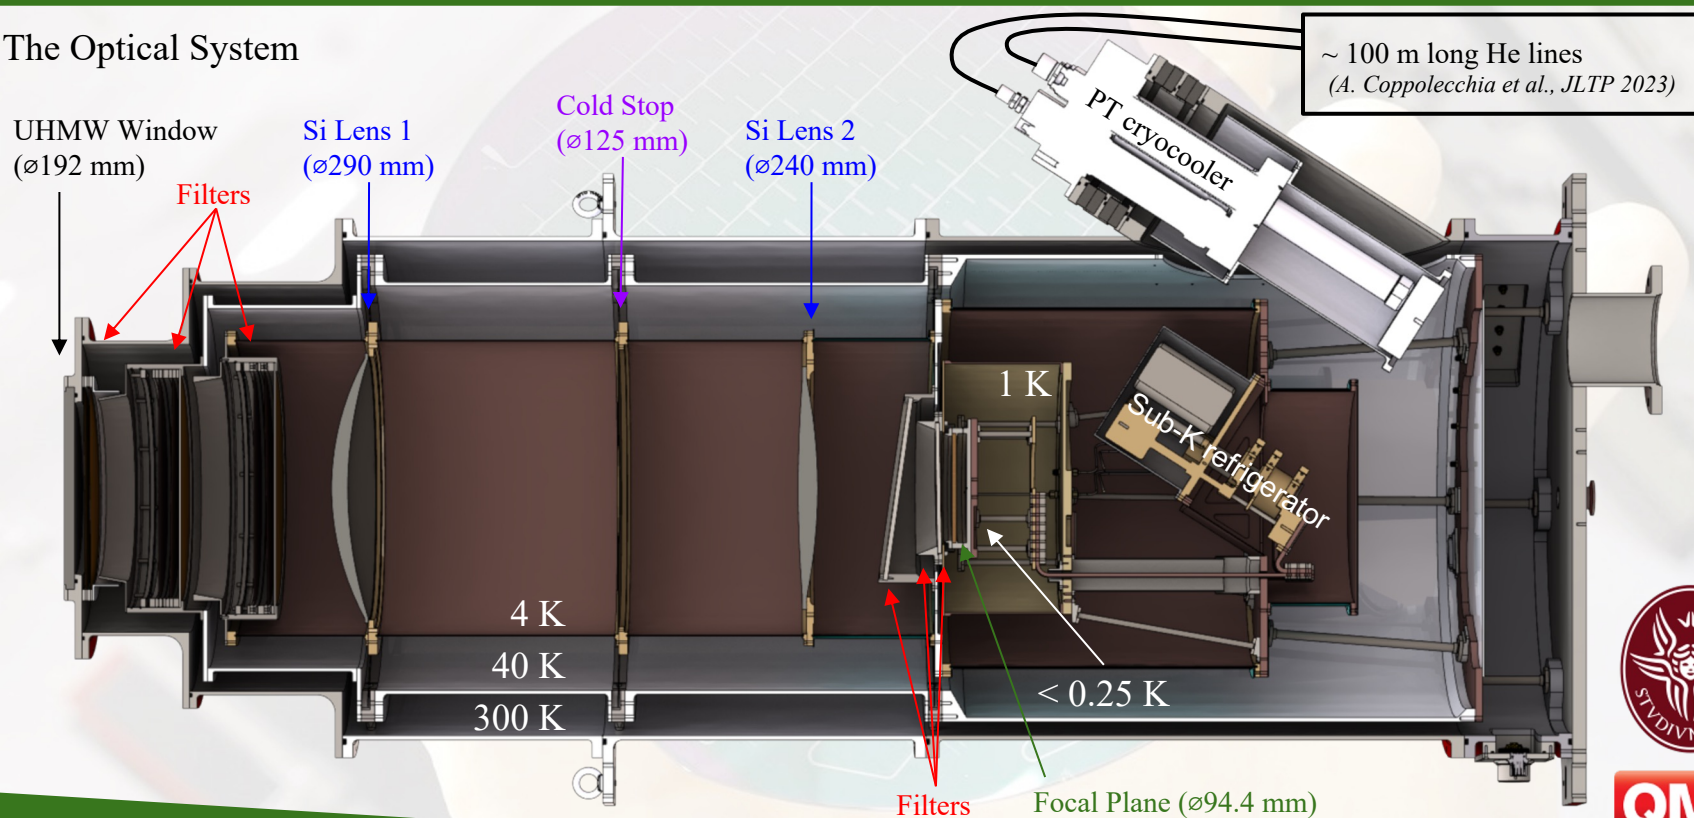 The Optical System
~ 100 m long He lines
(A. Coppolecchia et al., JLTP 2023)
PT cryocooler
UHMW Window
(⌀192 mm)
Filters
Si Lens 1
(⌀290 mm)
Cold Stop
(⌀125 mm)
Si Lens 2
(⌀240 mm)
1 K
Sub-K refrigerator
4 K
40 K
300 K
< 0.25 K
Filters
Focal Plane (⌀94.4 mm)